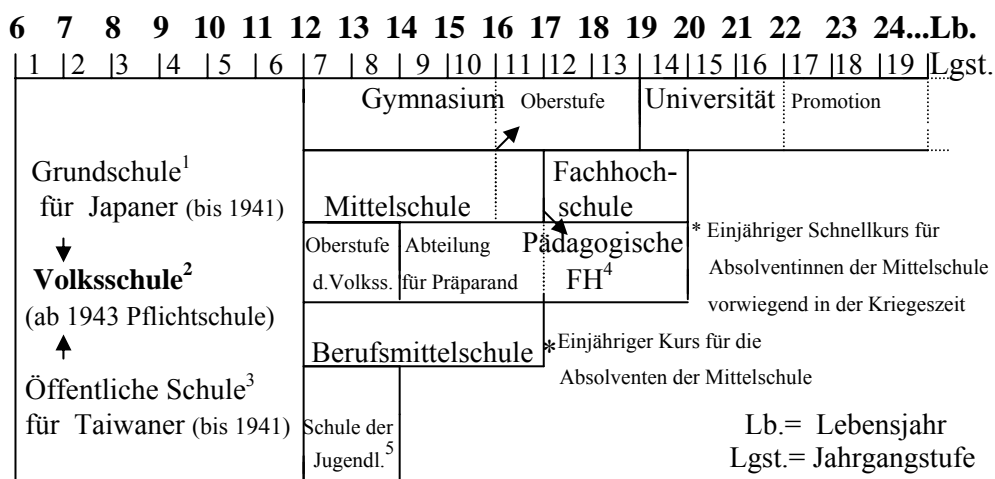 6 7 8 9 10 11 12 13 14 15 16 17 18 19 20 21 22 23 24...Lb.
1 2 3 4 5 6 7 8 9 10 11 12 13 14 15 16 17 18 19 Lgst.
Gymnasium Oberstufe Universität Promotion
Grundschule¹
für Japaner (bis 1941)
Volksschule²
(ab 1943 Pflichtschule)
Öffentliche Schule³
für Taiwaner (bis 1941)
Mittelschule
Fachhoch-
schule
Oberstufe
d.Volkss.
Abteilung
für Präparand
Pädagogische
FH⁴
* Einjähriger Schnellkurs für
Absolventinnen der Mittelschule
vorwiegend in der Kriegeszeit
Berufsmittelschule
*Einjähriger Kurs für die
Absolventen der Mittelschule
Schule der
Jugendl.⁵
Lb.= Lebensjahr
Lgst.= Jahrgangstufe